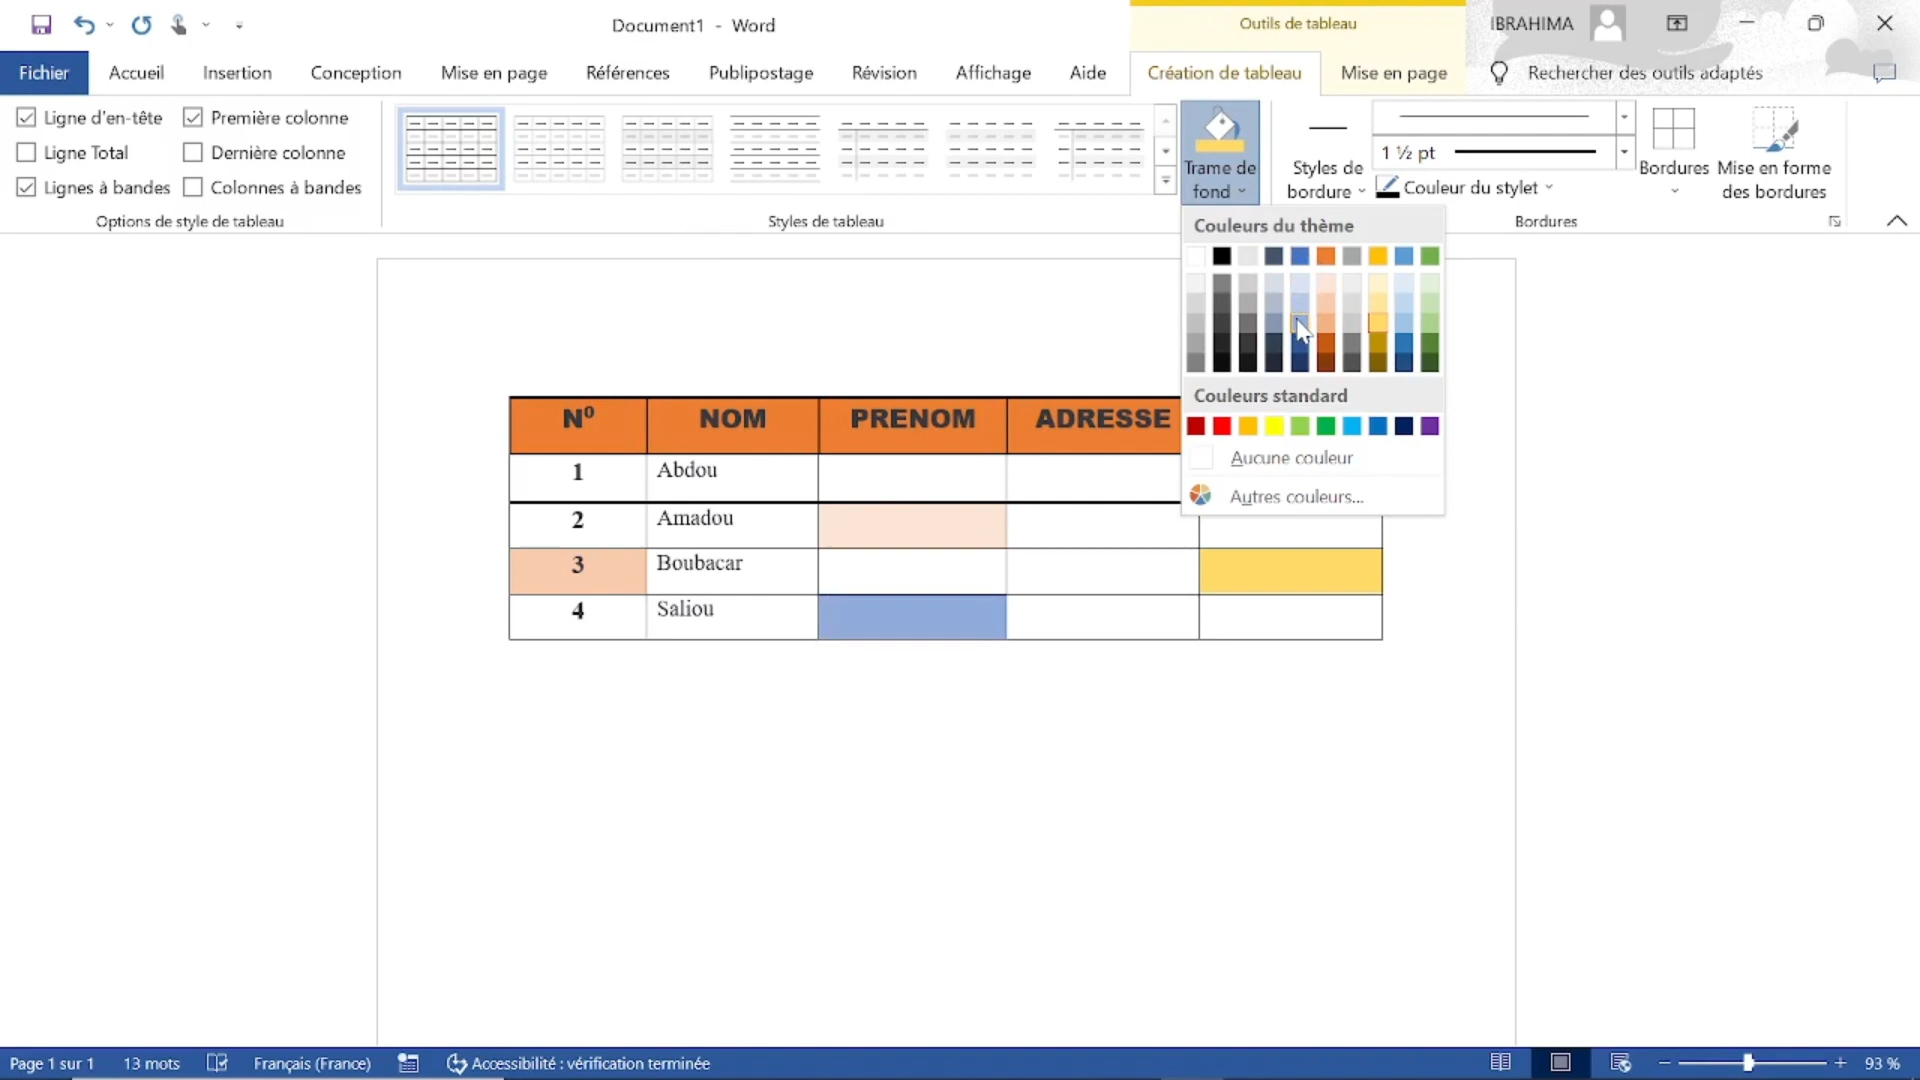 Document1 - Word
Outils de tableau
IBRAHIMA
Fichier
Accueil
Insertion
Conception
Mise en page
Références
Publipostage
Révision
Affichage
Aide
Création de tableau
Mise en page
Rechercher des outils adaptés
Ligne d'en-tête
Première colonne
Ligne Total
Dernière colonne
Lignes à bandes
Colonnes à bandes
Options de style de tableau
Styles de tableau
Trame de
fond
Styles de
bordure
1 ½ pt
Couleur du stylet
Bordures
Mise en forme
des bordures
Bordures
Couleurs du thème
Couleurs standard
Aucune couleur
Autres couleurs...
Nº NOM PRENOM ADRESSE
1 Abdou
2 Amadou
3 Boubacar
4 Saliou
Page 1 sur 1
13 mots
Français (France)
Accessibilité : vérification terminée
93 %